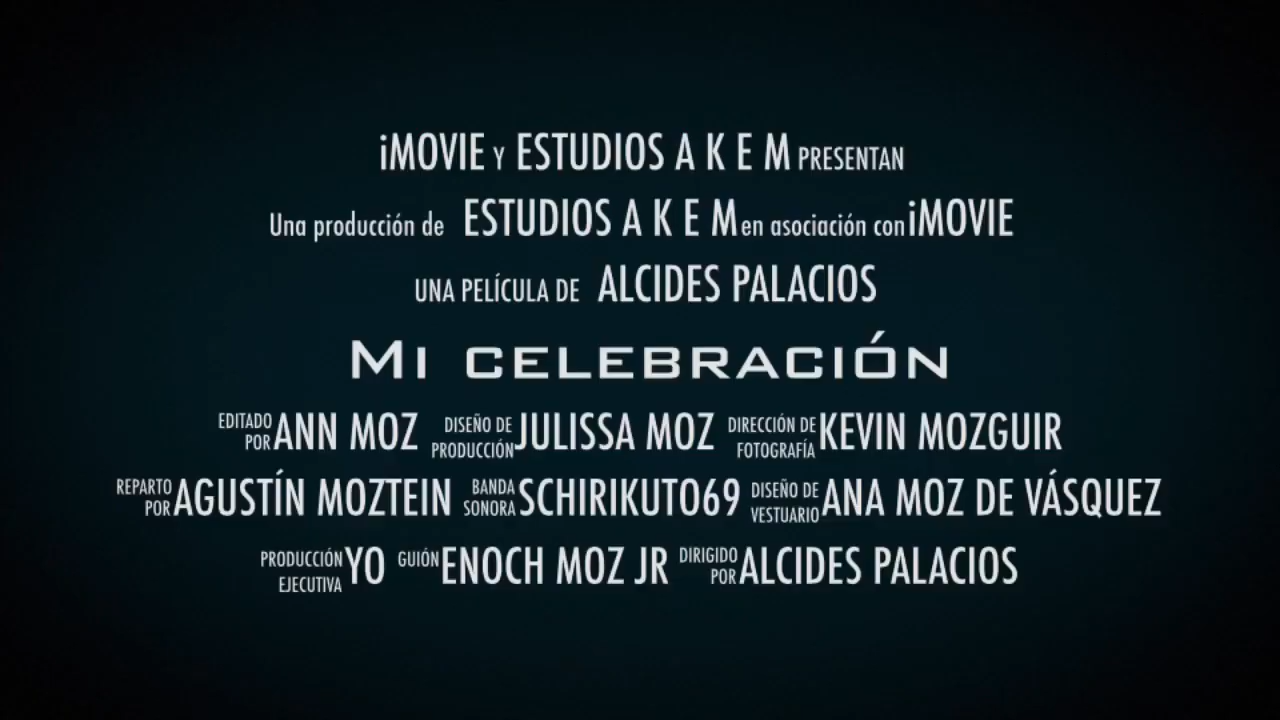 iMOVIE Y ESTUDIOS A K E M PRESENTAN
Una producción de ESTUDIOS A K E M en asociación con iMOVIE
UNA PELÍCULA DE ALCIDES PALACIOS
MI CELEBRACIÓN
EDITADO POR ANN MOZ DISEÑO DE PRODUCCIÓN JULISSA MOZ DIRECCIÓN DE FOTOGRAFÍA KEVIN MOZGUIR
REPARTO POR AGUSTÍN MOZTEIN BANDA SONORA SCHIRIKUTO69 DISEÑO DE VESTUARIO ANA MOZ DE VÁSQUEZ
PRODUCCIÓN EJECUTIVA YO GUIÓN ENOCH MOZ JR DIRIGIDO POR ALCIDES PALACIOS